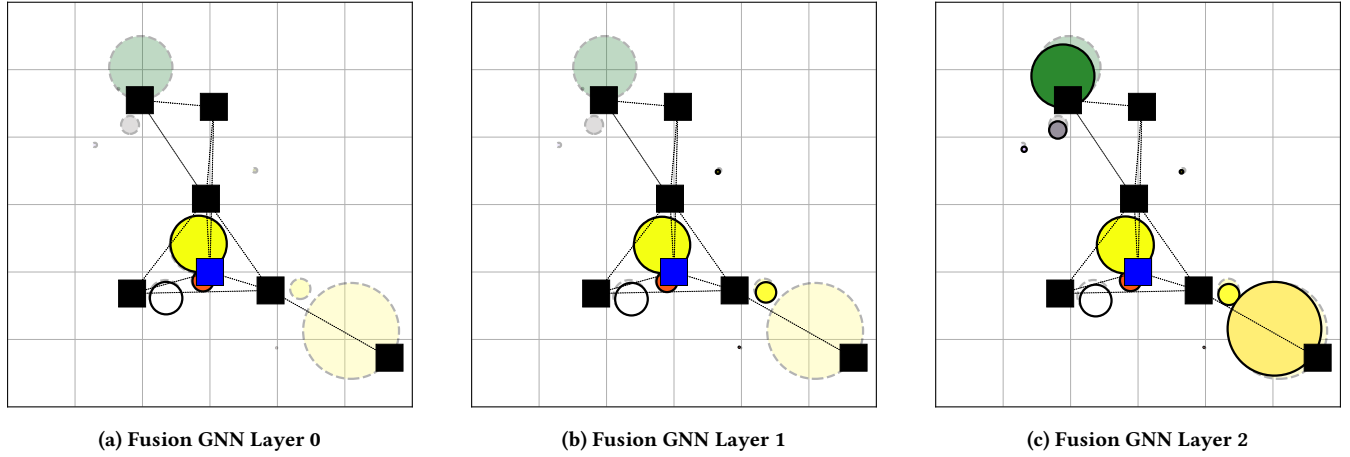 (a) Fusion GNN Layer 0
(b) Fusion GNN Layer 1
(c) Fusion GNN Layer 2